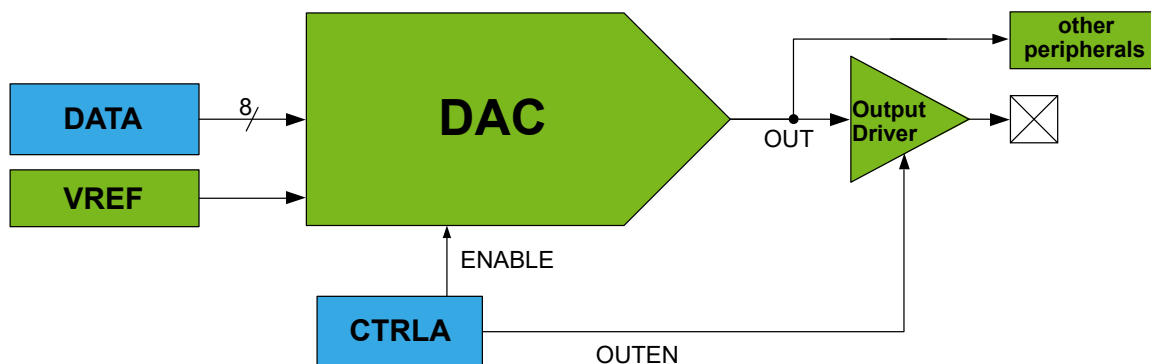 other
peripherals
DATA
8
DAC
OUT
Output
Driver
VREF
ENABLE
CTRLA
OUTEN